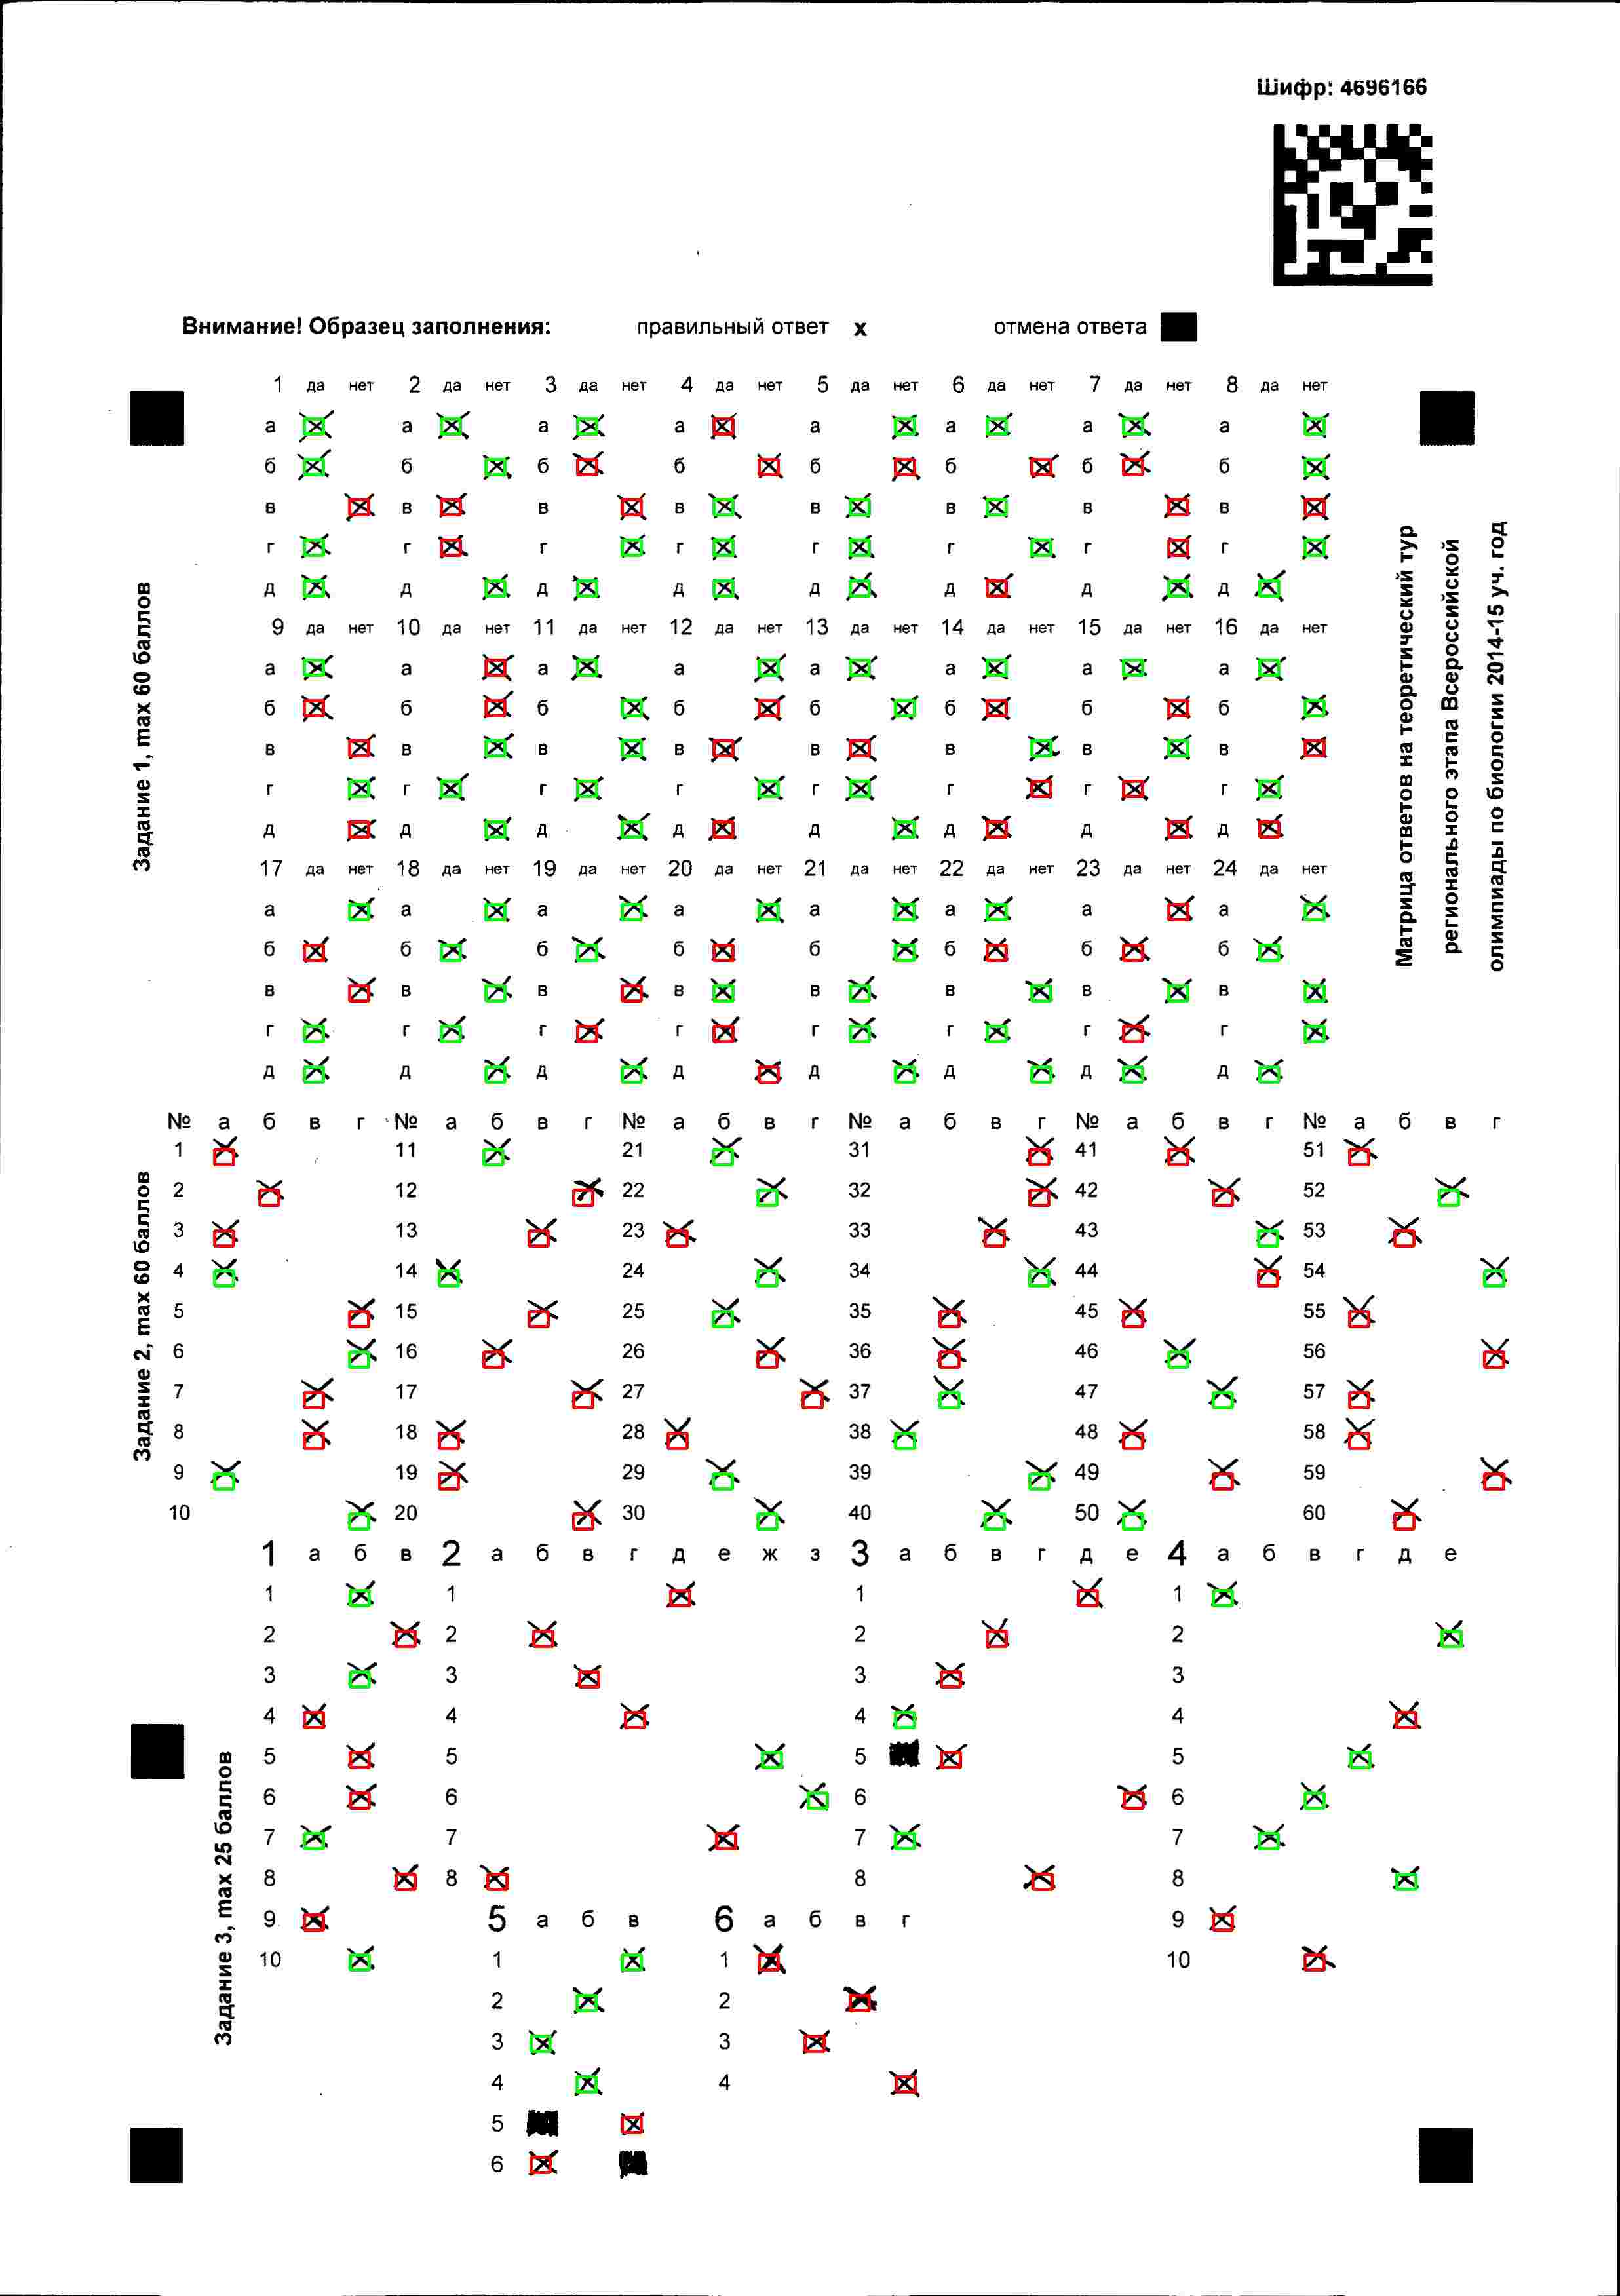 Шифр: 4696166
Внимание! Образец заполнения: правильный ответ x отмена ответа
1 да нет 2 да нет 3 да нет 4 да нет 5 да нет 6 да нет 7 да нет 8 да нет
а а а а а а а а
б б б б б б б б
в в в в в в в в
г г г г г г г г
д д д д д д д д
9 да нет 10 да нет 11 да нет 12 да нет 13 да нет 14 да нет 15 да нет 16 да нет
а а а а а а а а
б б б б б б б б
в в в в в в в в
г г г г г г г г
д д д д д д д д
17 да нет 18 да нет 19 да нет 20 да нет 21 да нет 22 да нет 23 да нет 24 да нет
а а а а а а а а
б б б б б б б б
в в в в в в в в
г г г г г г г г
д д д д д д д д
Задание 1, max 60 баллов
Матрица ответов на теоретический тур
регионального этапа Всероссийской
олимпиады по биологии 2014-15 уч. год
№ а б в г № а б в г № а б в г № а б в г № а б в г № а б в г
1 11 21 31 41 51
2 12 22 32 42 52
3 13 23 33 43 53
4 14 24 34 44 54
5 15 25 35 45 55
6 16 26 36 46 56
7 17 27 37 47 57
8 18 28 38 48 58
9 19 29 39 49 59
10 20 30 40 50 60
Задание 2, max 60 баллов
1 а б в 2 а б в г д е ж з 3 а б в г д е 4 а б в г д е
1 1 1 1
2 2 2 2
3 3 3 3
4 4 4 4
5 5 5 5
6 6 6 6
7 7 7 7
8 8 8 8
9 5 а б в 6 а б в г 9
10 1 1 10
2 2
3 3
4 4
5
6
Задание 3, max 25 баллов